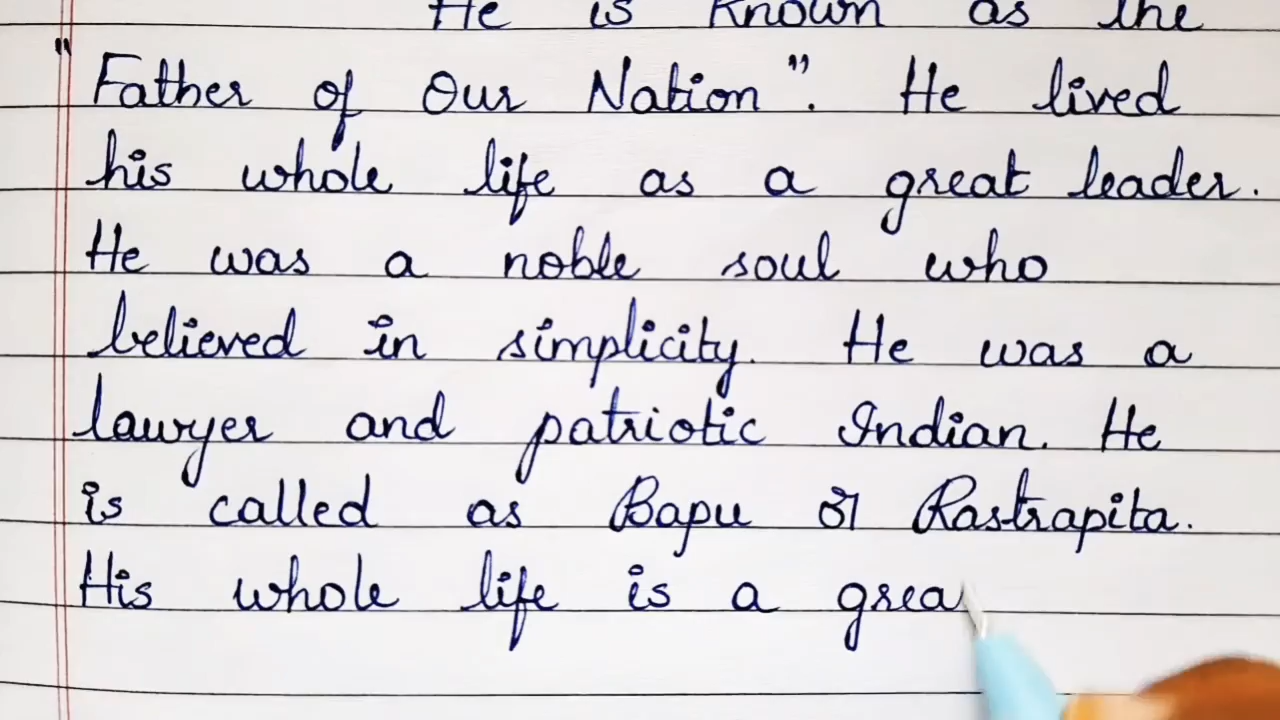 He is known as the
"Father of Our Nation". He lived
his whole life as a great leader.
He was a noble soul who
believed in simplicity. He was a
lawyer and patriotic Indian. He
is called as Bapu or Rastrapita.
His whole life is a grea